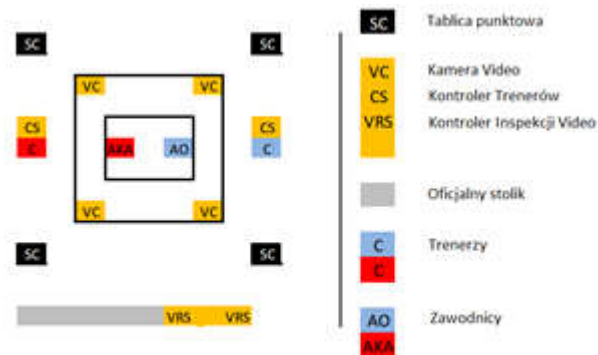 SC SC
VC VC
CS CS
C AKA AO C
VC VC
SC SC
VRS VRS
SC Tablica punktowa
VC Kamera Video
CS Kontroler Trenerów
VRS Kontroler Inspekcji Video
Oficjalny stolik
C Trenerzy
C
AO Zawodnicy
AKA